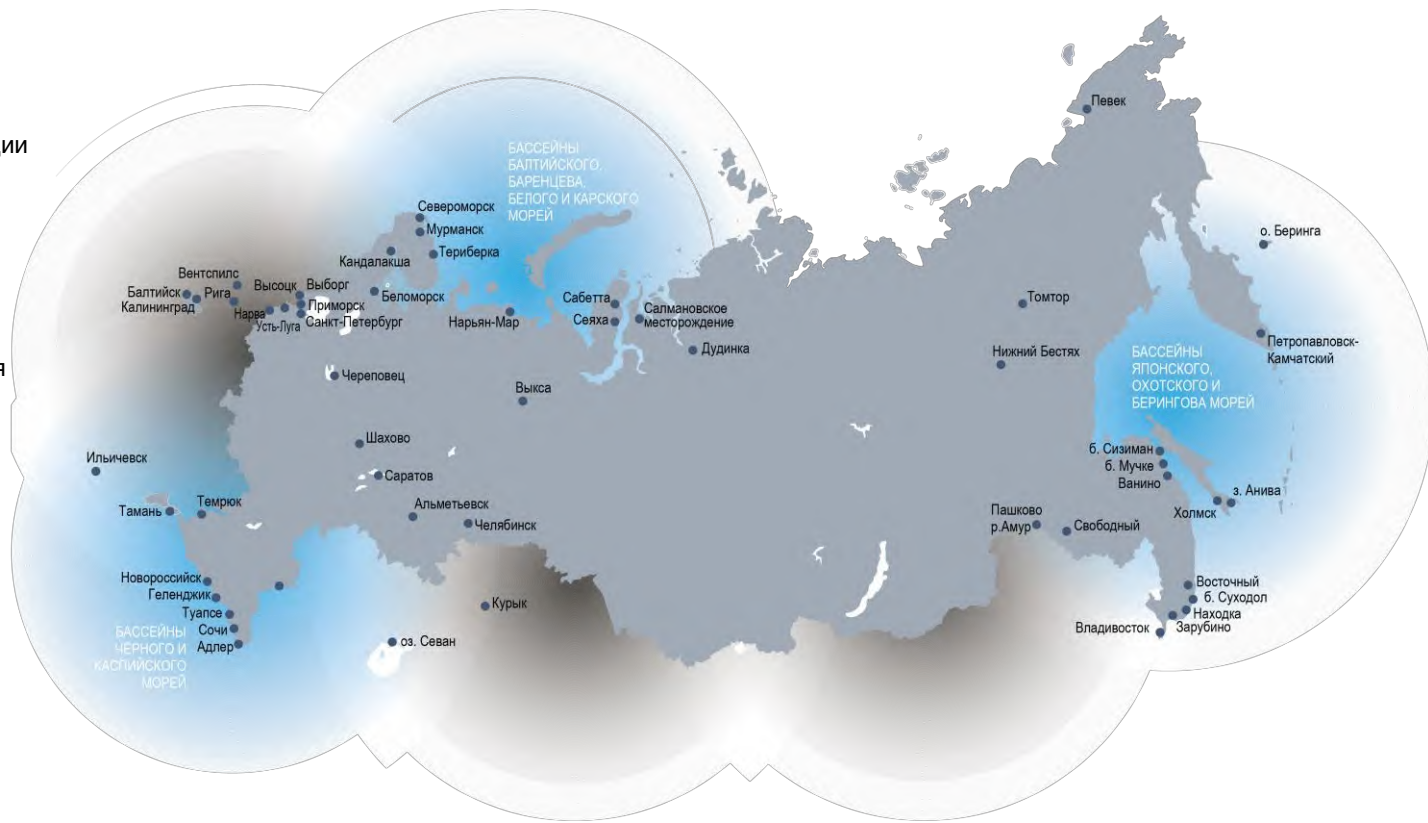 ции
я
Певек
БАССЕЙНЫ
БАЛТИЙСКОГО,
БАРЕНЦЕВА,
БЕЛОГО И КАРСКОГО
МОРЕЙ
Североморск
Мурманск
Териберка
Кандалакша
Беломорск
о. Беринга
Вентспилс
Балтийск
Рига
Калининград
Высоцк
Выборг
Нарва
Приморск
Усть-Луга
Санкт-Петербург
Нарьян-Мар
Сабетта
Сеяха
Салмановское
месторождение
Дудинка
Томтор
Нижний Бестях
Петропавловск-
Камчатский
БАССЕЙНЫ
ЯПОНСКОГО,
ОХОТСКОГО И
БЕРИНГОВА МОРЕЙ
Череповец
Выкса
Шахово
Саратов
Альметьевск
Челябинск
Ильичевск
Тамань
Темрюк
б. Сизиман
б. Мучке
Ванино
з. Анива
Холмск
Пашково
р.Амур
Свободный
Новороссийск
Геленджик
Туапсе
Сочи
Адлер
БАССЕЙНЫ
ЧЁРНОГО И
КАСПИЙСКОГО
МОРЕЙ
Курык
оз. Севан
Восточный
б. Суходол
Находка
Зарубино
Владивосток